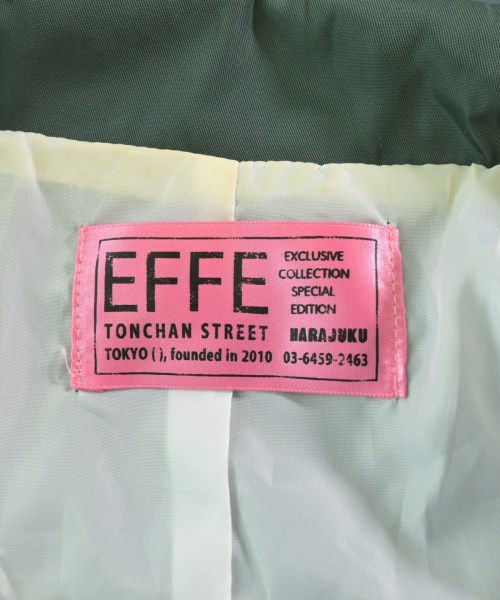 EFFE
EXCLUSIVE
COLLECTION
SPECIAL
EDITION
TONCHAN STREET HARAJUKU
TOKYO ( ), founded in 2010 03-6459-2463